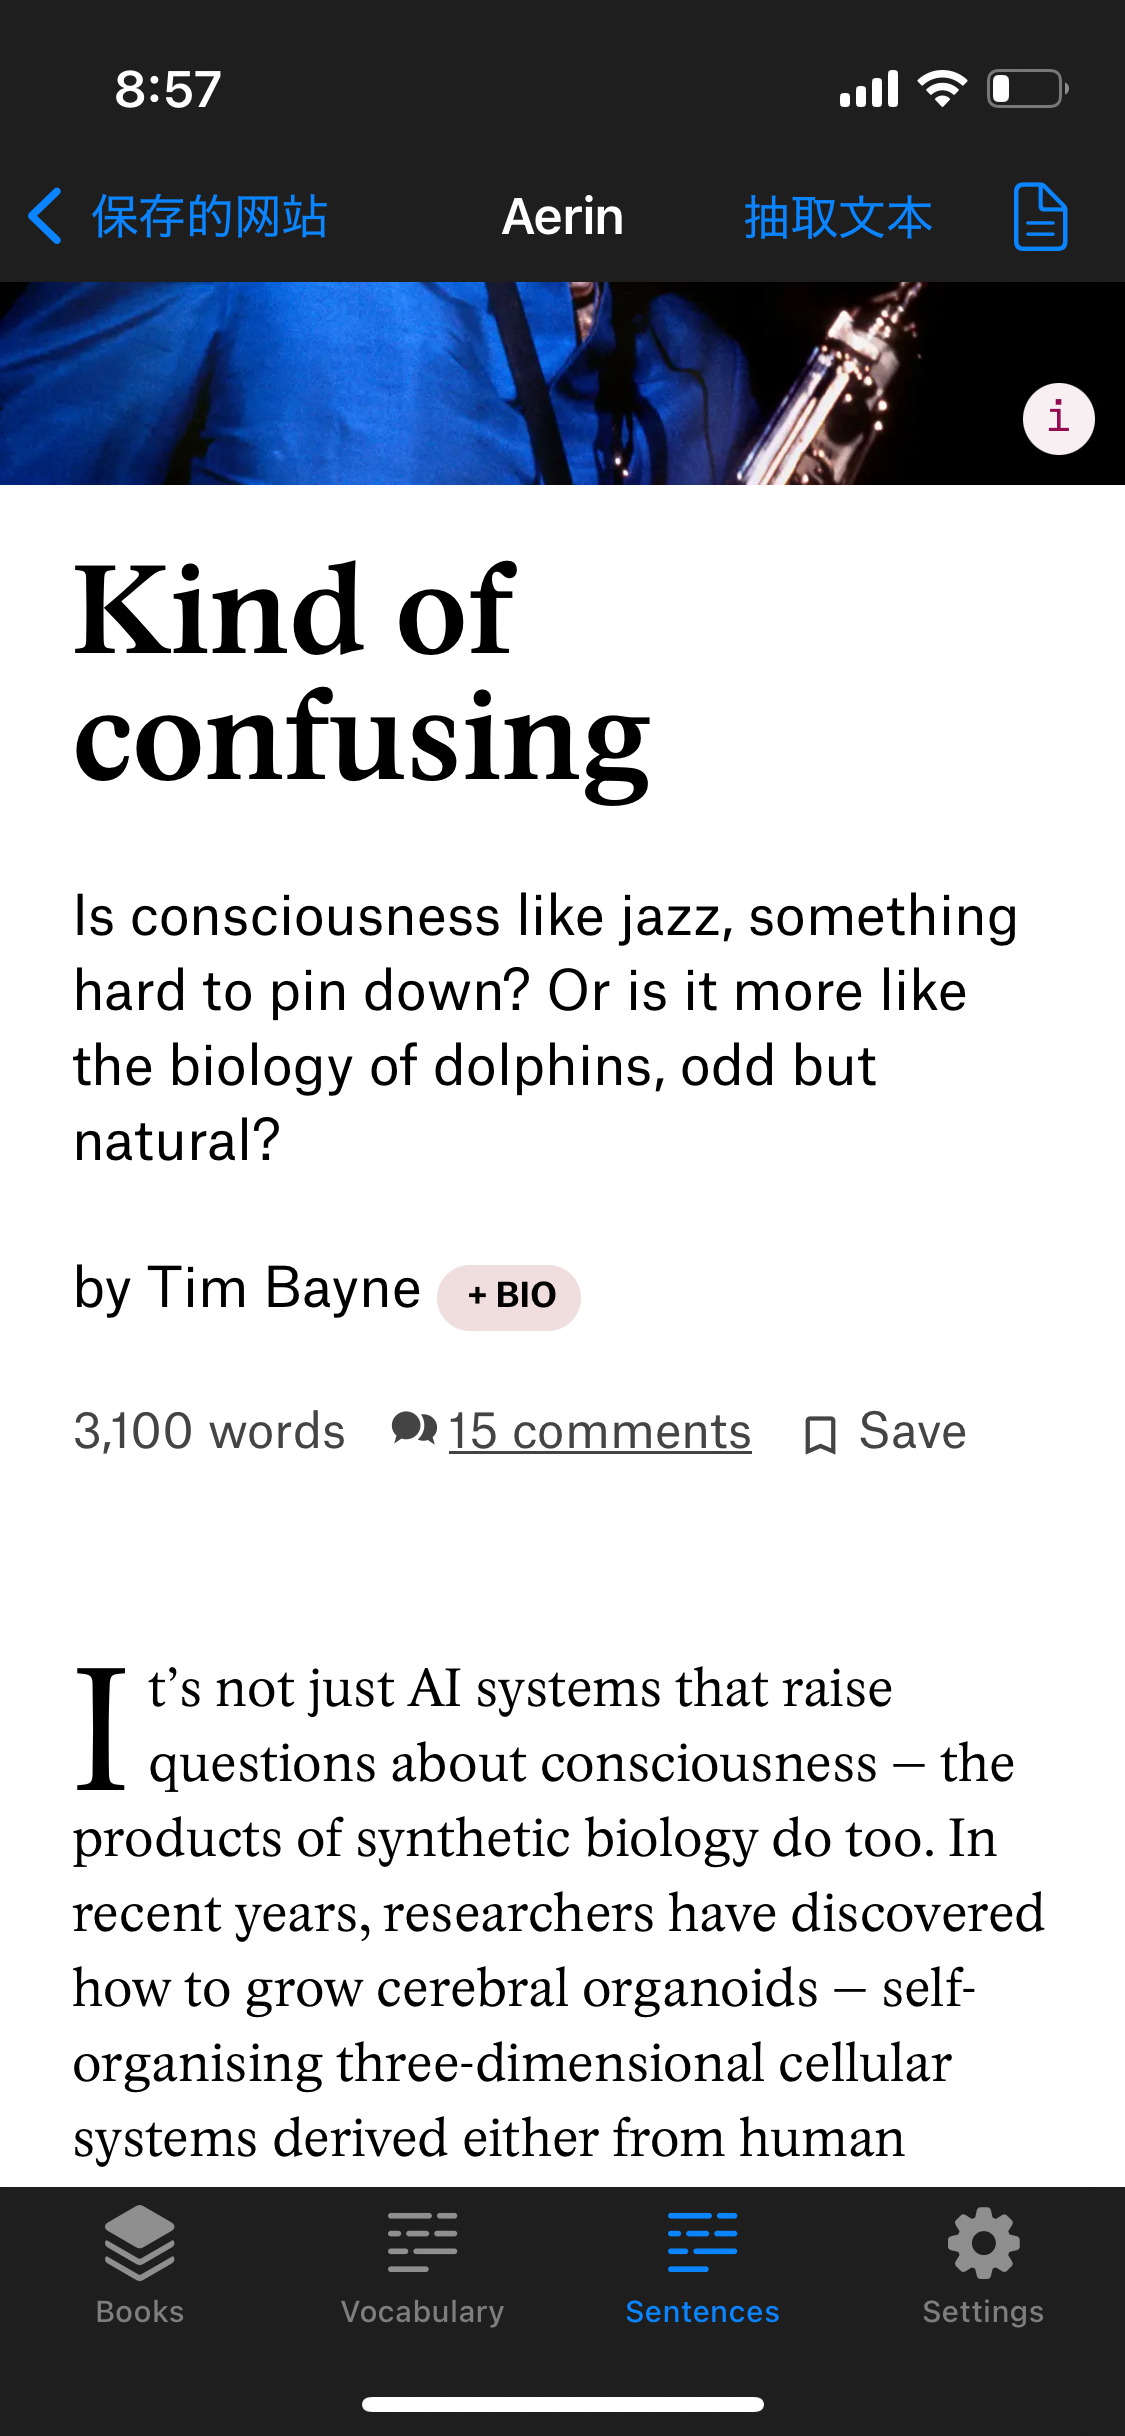 8:57
保存的网站
Aerin
抽取文本
i
Kind of
confusing
Is consciousness like jazz, something
hard to pin down? Or is it more like
the biology of dolphins, odd but
natural?
by Tim Bayne + BIO
3,100 words 15 comments Save
It’s not just AI systems that raise
questions about consciousness – the
products of synthetic biology do too. In
recent years, researchers have discovered
how to grow cerebral organoids – self-
organising three-dimensional cellular
systems derived either from human
Books Vocabulary Sentences Settings